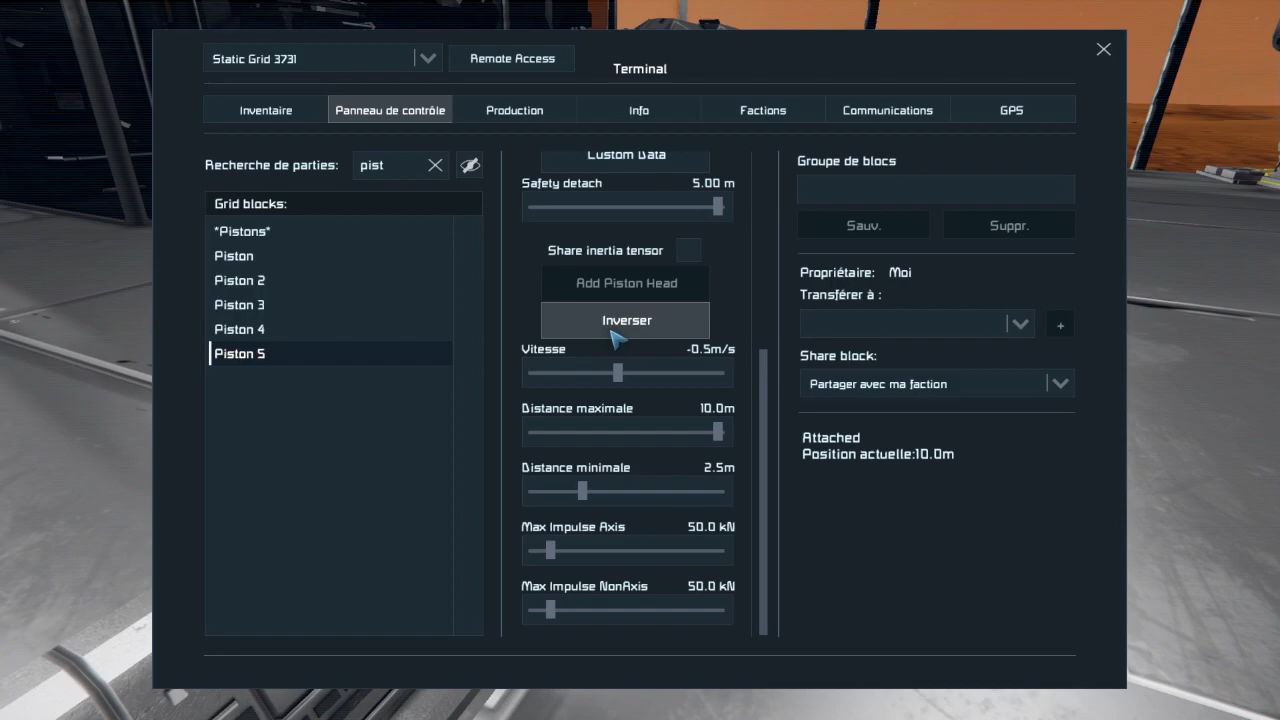 Static Grid 3731
Remote Access
Terminal
Inventaire
Panneau de contrôle
Production
Info
Factions
Communications
GPS
Recherche de parties:
pist
Grid blocks:
*Pistons*
Piston
Piston 2
Piston 3
Piston 4
Piston 5
Custom Data
Safety detach 5.00 m
Share inertia tensor
Add Piston Head
Inverser
Vitesse -0.5m/s
Distance maximale 10.0m
Distance minimale 2.5m
Max Impulse Axis 50.0 kN
Max Impulse NonAxis 50.0 kN
Groupe de blocs
Sauv.
Suppr.
Propriétaire: Moi
Transférer à :
+
Share block:
Partager avec ma faction
Attached
Position actuelle:10.0m